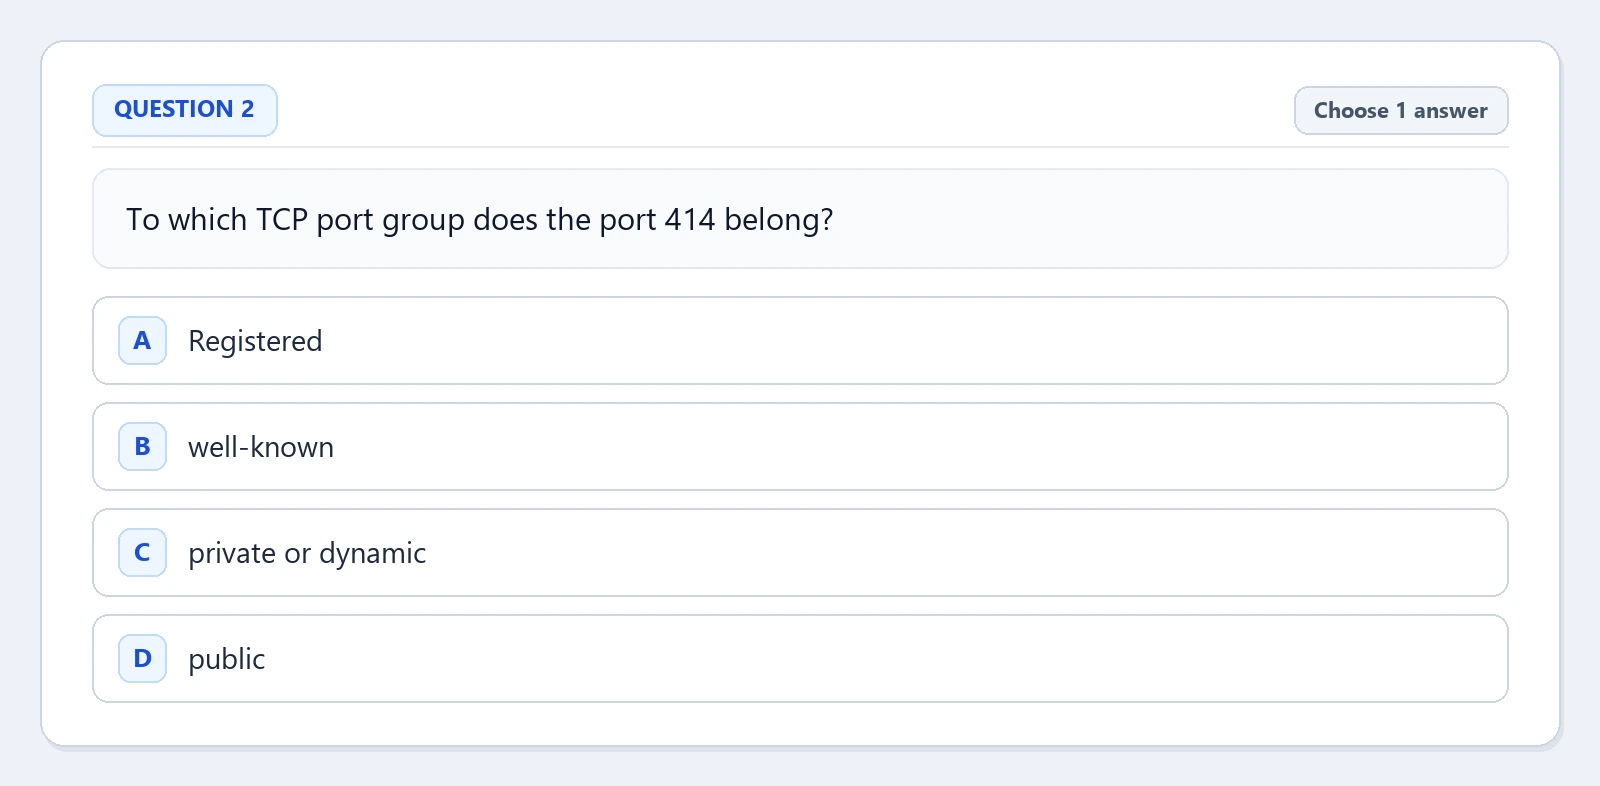 QUESTION 2
Choose 1 answer
To which TCP port group does the port 414 belong?
A Registered
B well-known
C private or dynamic
D public